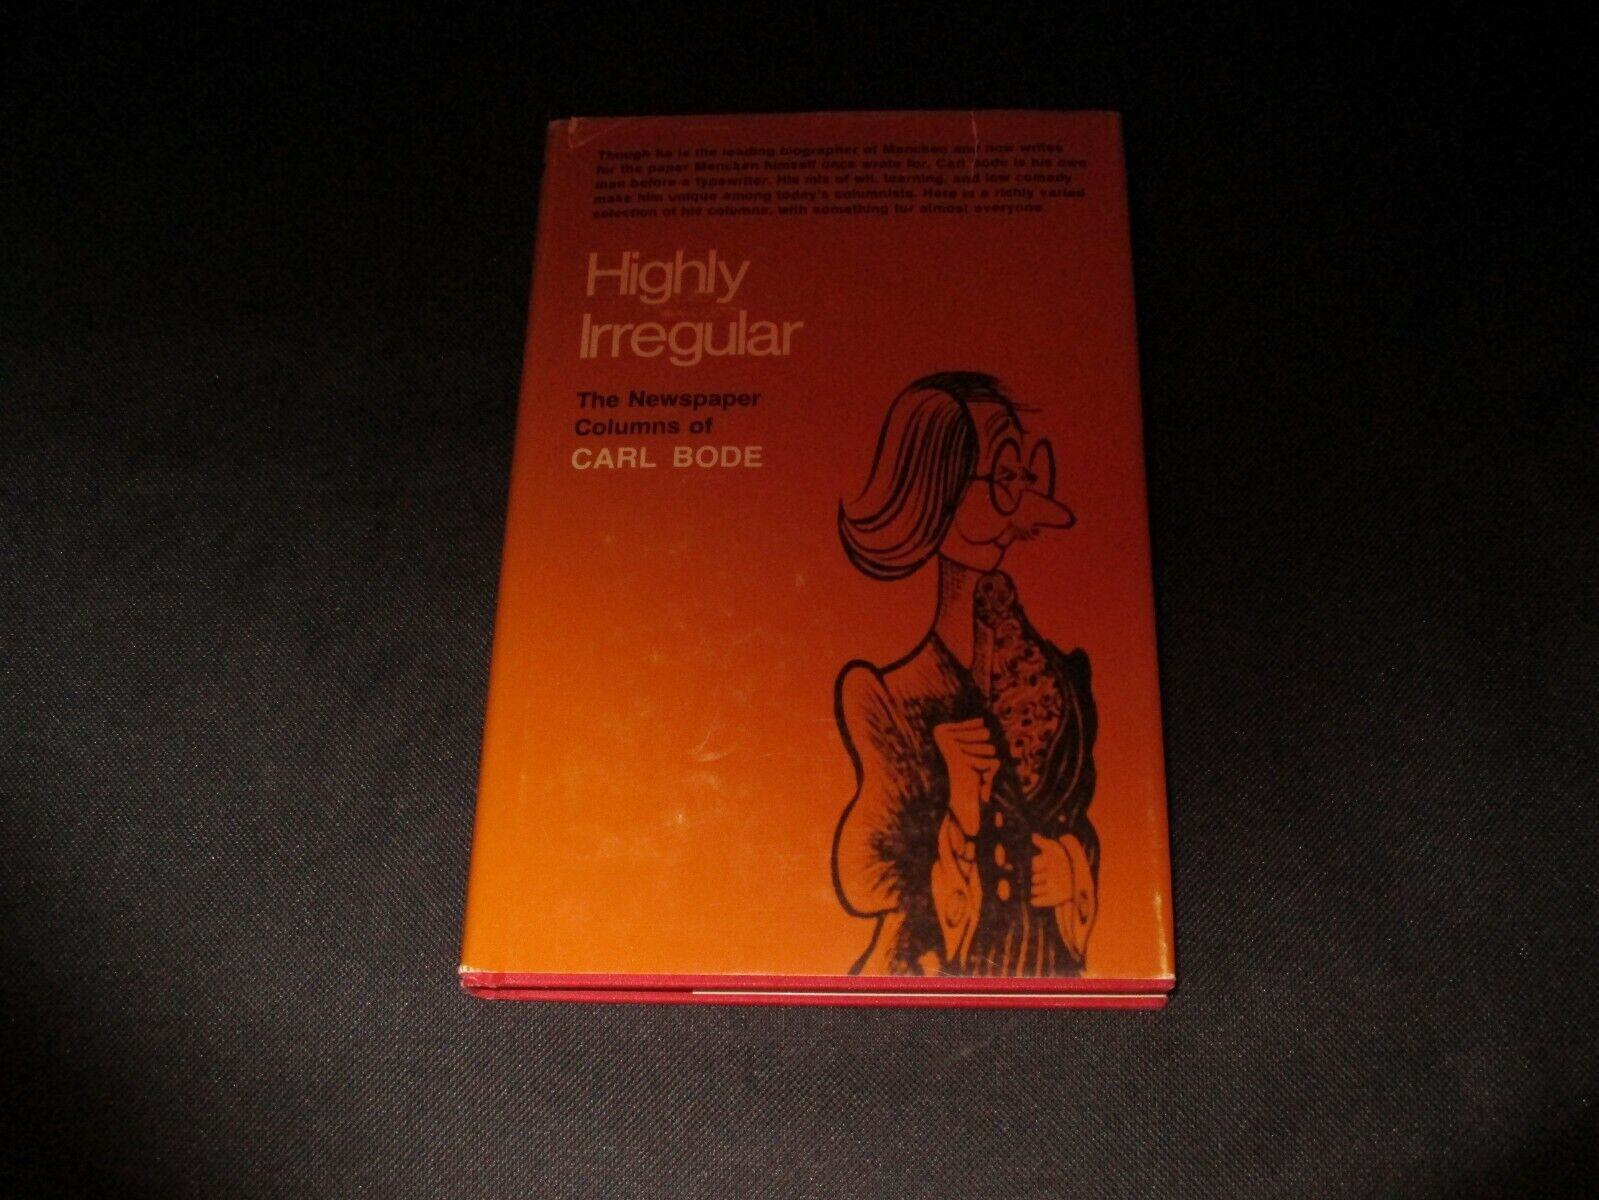 Though he is the leading biographer of Mencken and now writes
for the paper Mencken himself once wrote for, Carl Bode is his own
man before a typewriter. His mix of wit, learning, and low comedy
make him unique among today's columnists. Here is a richly varied
selection of his columns, with something for almost everyone.
Highly
Irregular
The Newspaper
Columns of
CARL BODE